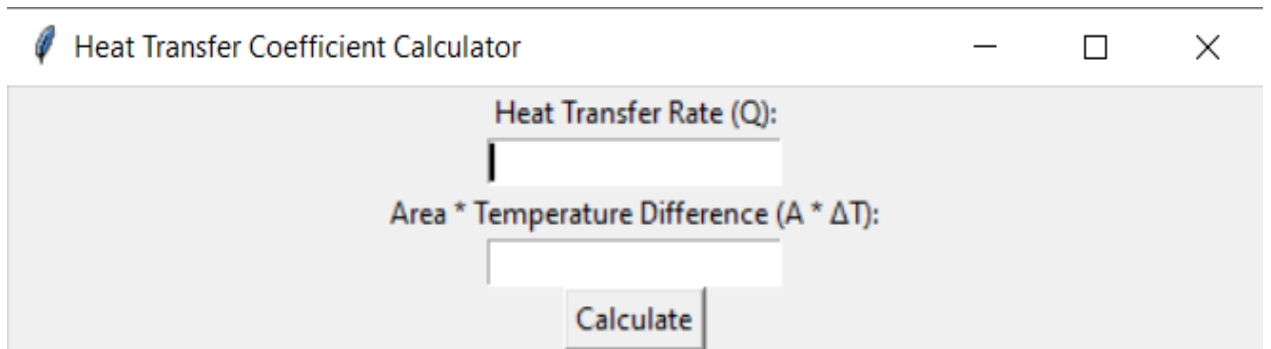 Heat Transfer Coefficient Calculator
Heat Transfer Rate (Q):
Area * Temperature Difference (A * ΔT):
Calculate